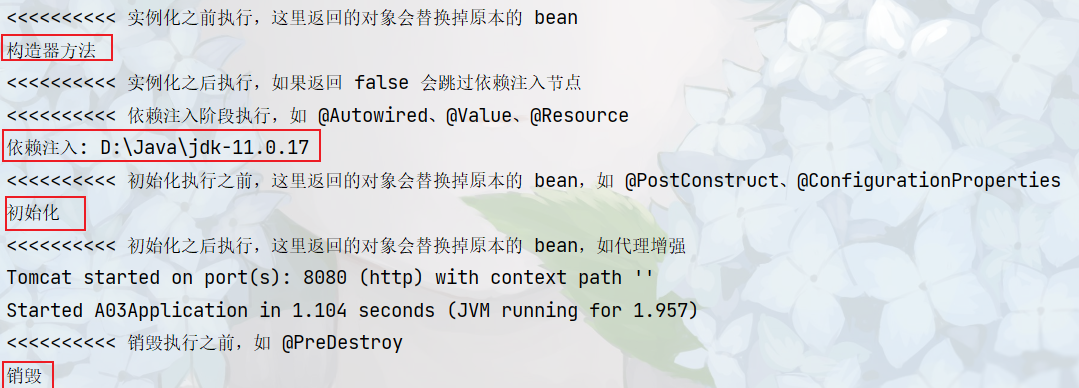 <<<<<<<<<< 实例化之前执行，这里返回的对象会替换掉原本的 bean
构造器方法
<<<<<<<<<< 实例化之后执行，如果返回 false 会跳过依赖注入节点
<<<<<<<<<< 依赖注入阶段执行，如 @Autowired、@Value、@Resource
依赖注入: D:\Java\jdk-11.0.17
<<<<<<<<<< 初始化执行之前，这里返回的对象会替换掉原本的 bean，如 @PostConstruct、@ConfigurationProperties
初始化
<<<<<<<<<< 初始化之后执行，这里返回的对象会替换掉原本的 bean，如代理增强
Tomcat started on port(s): 8080 (http) with context path ''
Started A03Application in 1.104 seconds (JVM running for 1.957)
<<<<<<<<<< 销毁执行之前，如 @PreDestroy
销毁